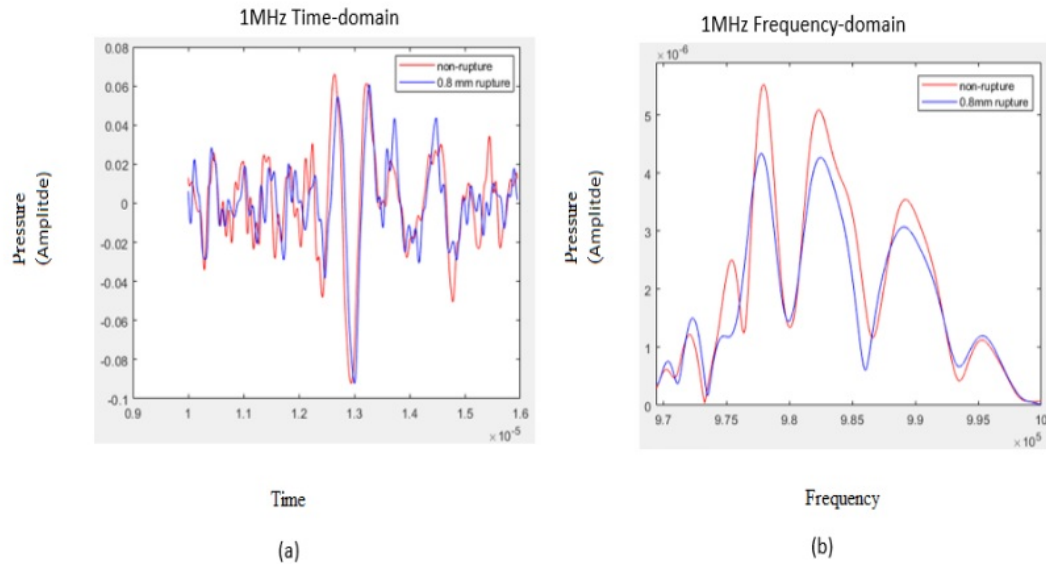 1MHz Time-domain
0.08
0.06
0.04
0.02
0
-0.02
-0.04
-0.06
-0.08
-0.1
0.9
1
1.1
1.2
1.3
1.4
1.5
1.6
× 10⁻⁵
non-rupture
0.8 mm rupture
Pressure
(Amplitde)
Time
(a)
1MHz Frequency-domain
× 10⁻⁶
5
4
3
2
1
0
9.7
9.75
9.8
9.85
9.9
9.95
10
× 10⁵
non-rupture
0.8mm rupture
Pressure
(Amplitde)
Frequency
(b)